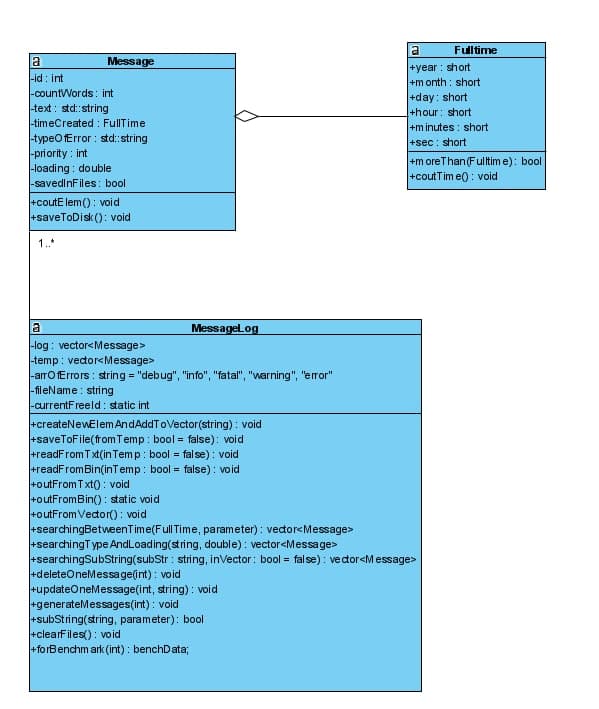 a Message
-id : int
-countWords : int
-text : std::string
-timeCreated : FullTime
-typeOfError : std::string
-priority : int
-loading : double
-savedInFiles : bool
+coutElem() : void
+saveToDisk() : void
a Fulltime
+year : short
+month : short
+day : short
+hour : short
+minutes : short
+sec : short
+moreThan(Fulltime) : bool
+coutTime() : void
1..*
a MessageLog
-log : vector<Message>
-temp : vector<Message>
-arrOfErrors : string = "debug", "info", "fatal", "warning", "error"
-fileName : string
-currentFreeId : static int
+createNewElemAndAddToVector(string) : void
+saveToFile(fromTemp : bool = false) : void
+readFromTxt(inTemp : bool = false) : void
+readFromBin(inTemp : bool = false) : void
+outFromTxt() : void
+outFromBin() : static void
+outFromVector() : void
+searchingBetweenTime(FullTime, parameter) : vector<Message>
+searchingTypeAndLoading(string, double) : vector<Message>
+searchingSubString(subStr : string, inVector : bool = false) : vector<Message>
+deleteOneMessage(int) : void
+updateOneMessage(int, string) : void
+generateMessages(int) : void
+subString(string, parameter) : bool
+clearFiles() : void
+forBenchmark(int) : benchData;